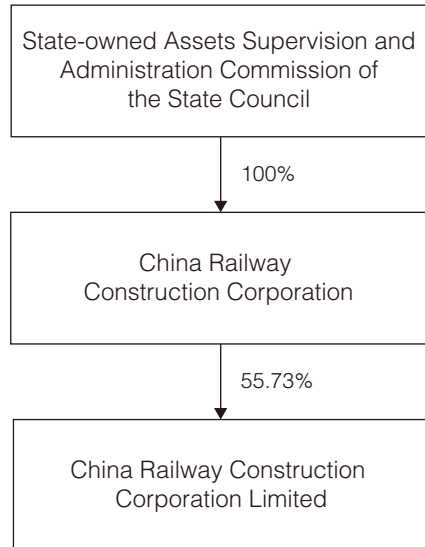 State-owned Assets Supervision and
Administration Commission of
the State Council
100%
China Railway
Construction Corporation
55.73%
China Railway Construction
Corporation Limited